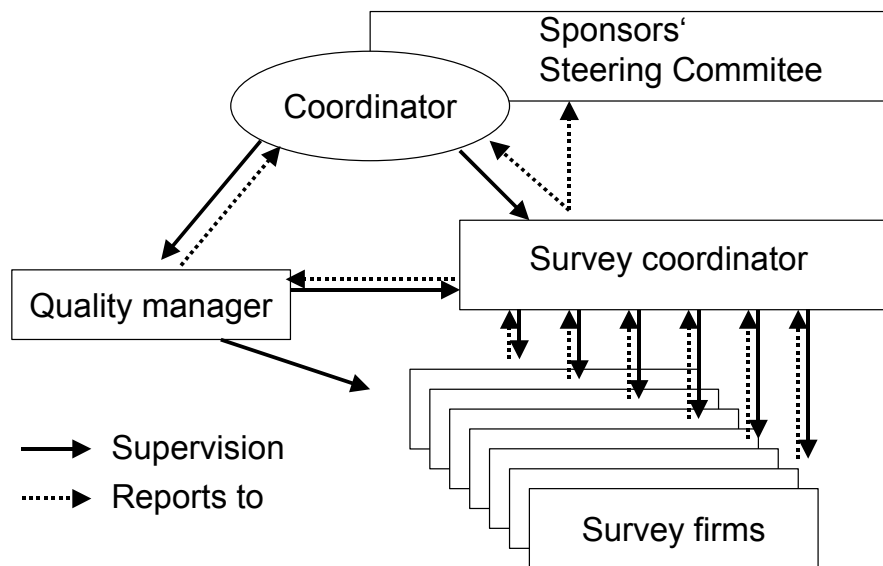 Sponsors‘
Steering Commitee
Coordinator
Survey coordinator
Quality manager
Supervision
Reports to
Survey firms